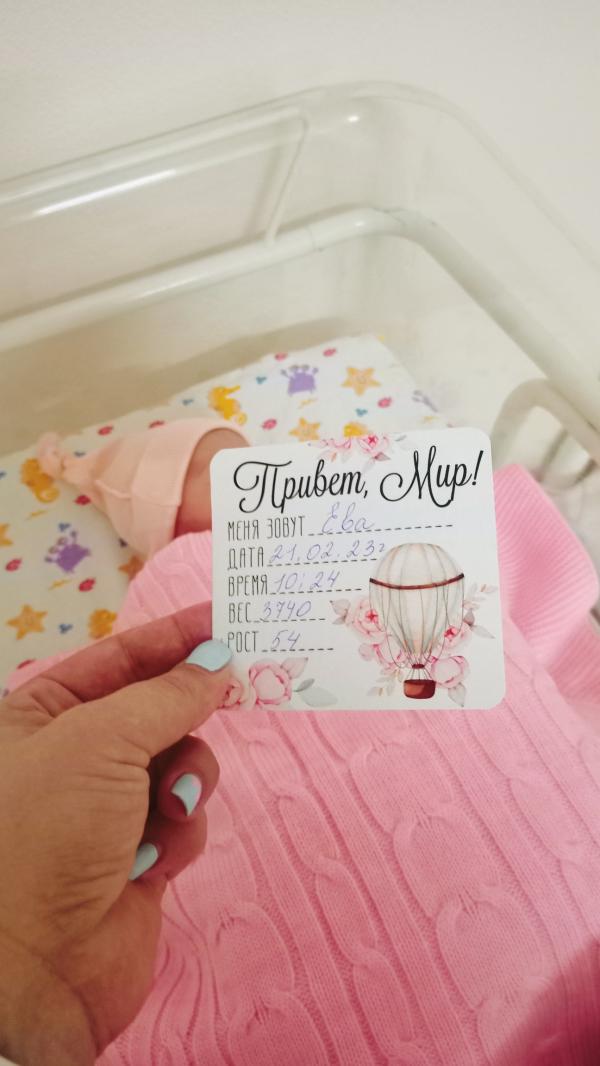 Привет, Мир!
МЕНЯ ЗОВУТ Ева
ДАТА 21.02.23г
ВРЕМЯ 10:24
ВЕС 3740
РОСТ 54